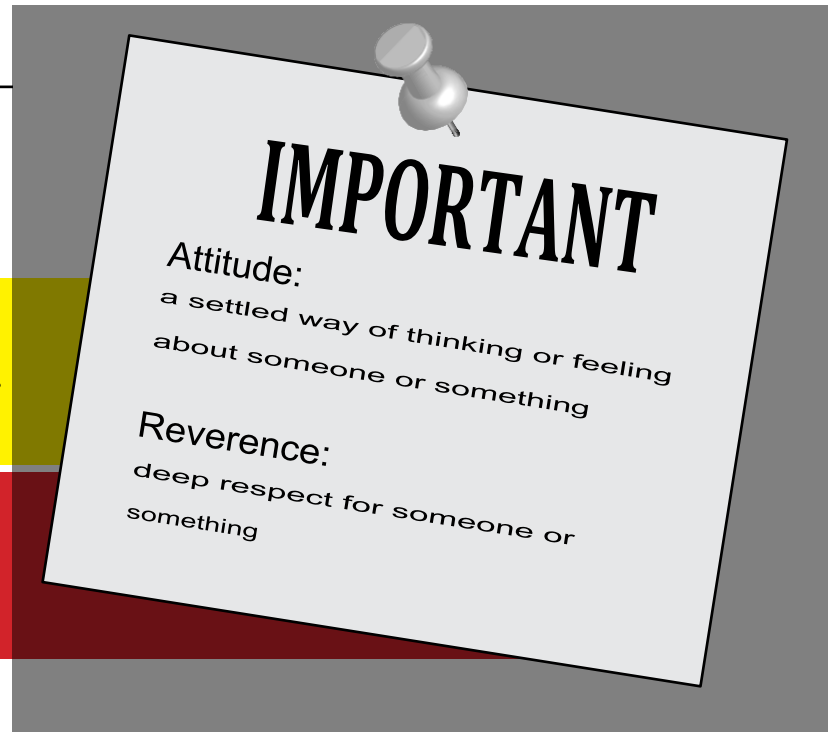 IMPORTANT
Attitude:
a settled way of thinking or feeling
about someone or something
Reverence:
deep respect for someone or
something